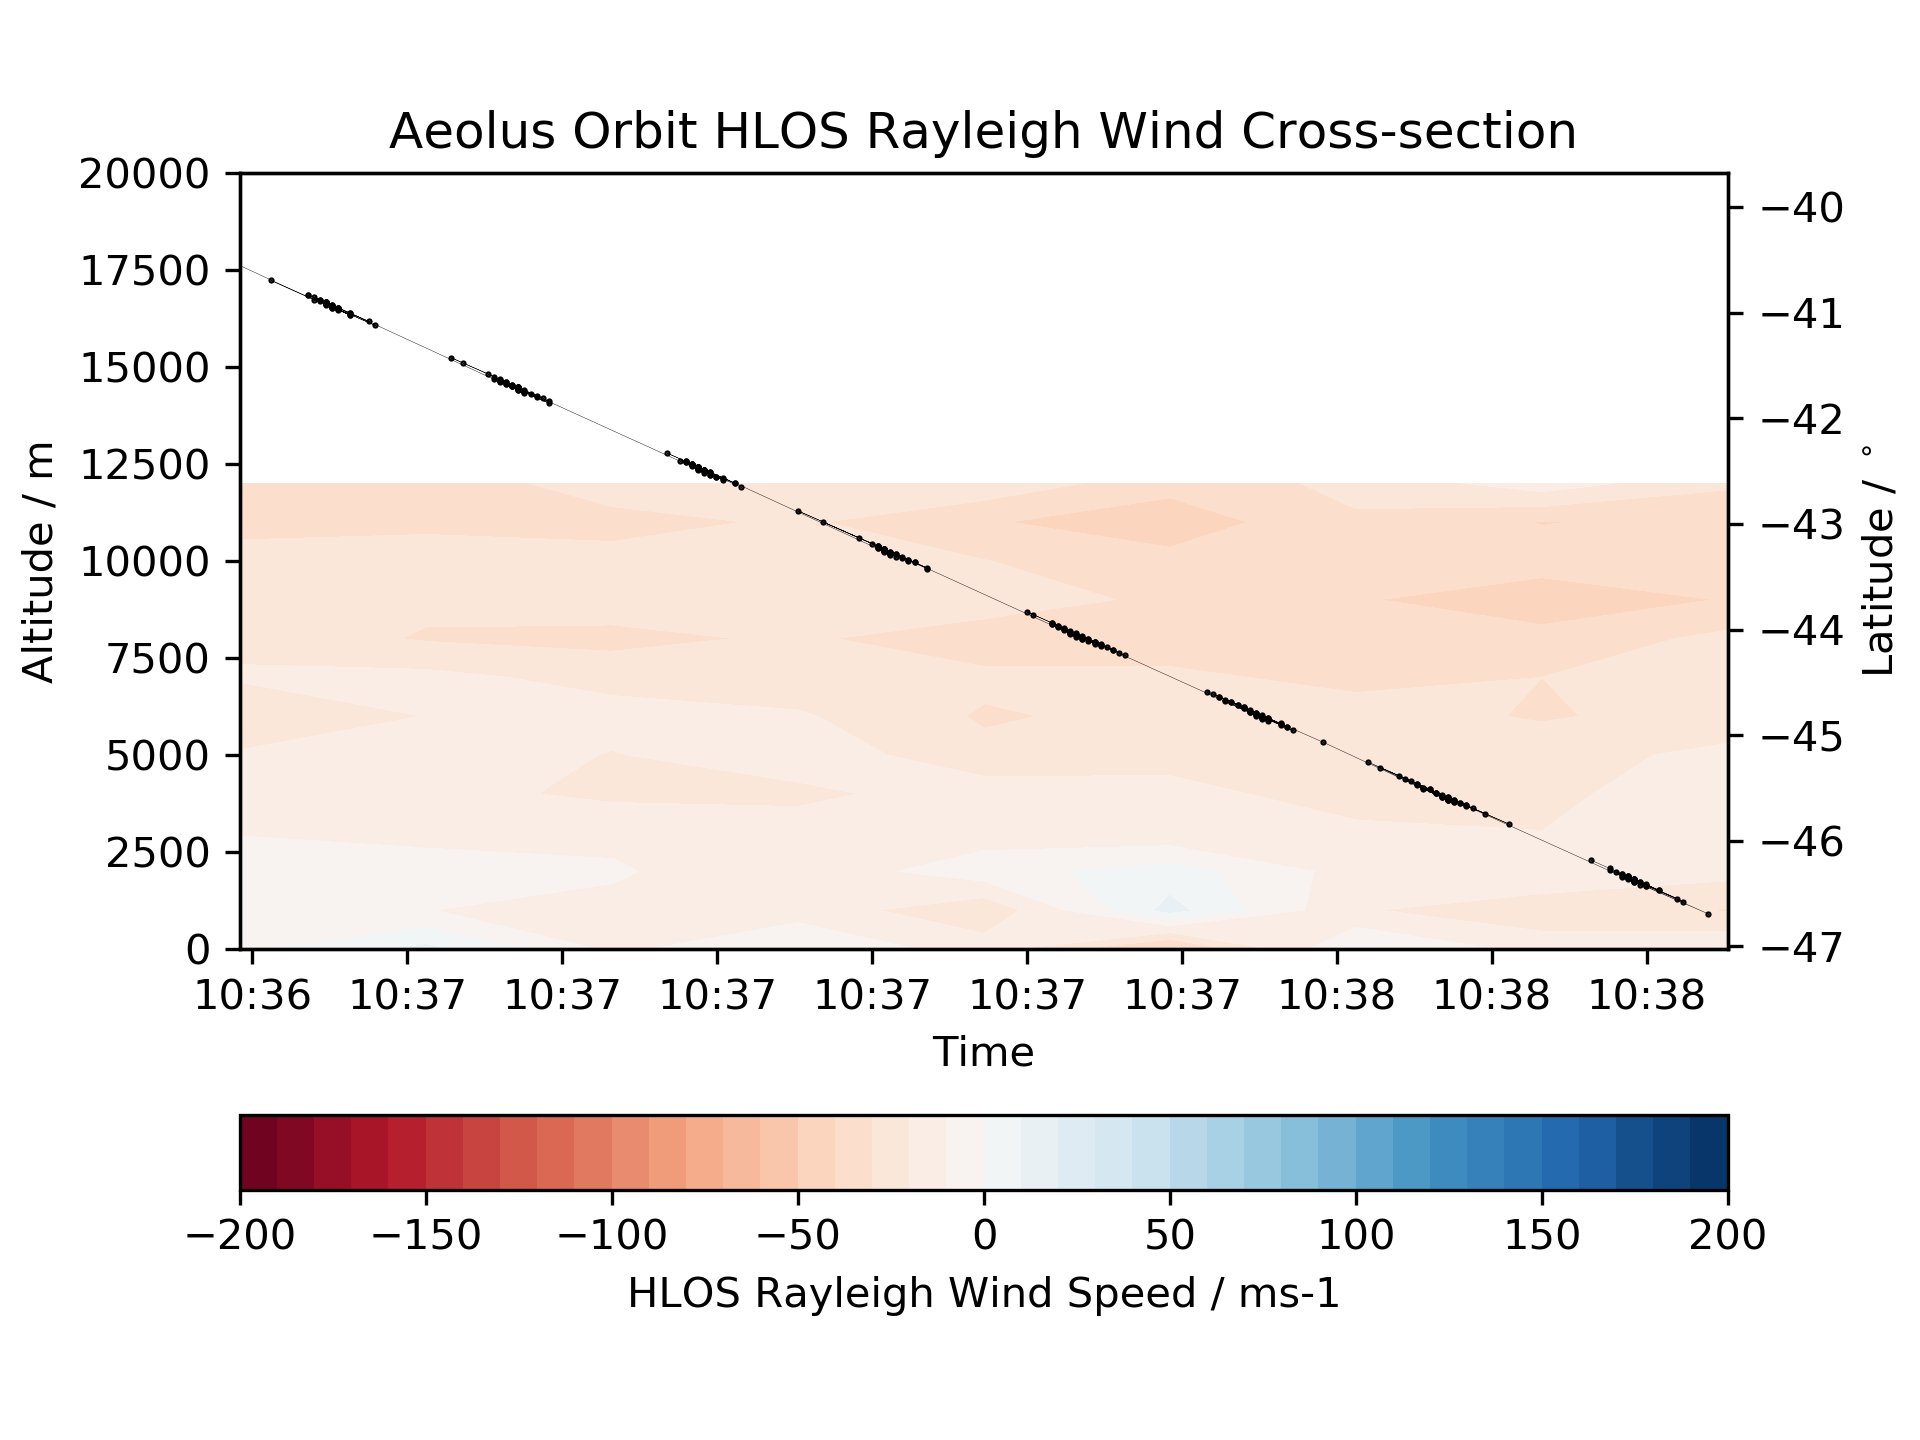 Aeolus Orbit HLOS Rayleigh Wind Cross-section
20000
17500
15000
12500
10000
7500
5000
2500
0
Altitude / m
−40
−41
−42
−43
−44
−45
−46
−47
Latitude / °
10:36 10:37 10:37 10:37 10:37 10:37 10:37 10:38 10:38 10:38
Time
−200 −150 −100 −50 0 50 100 150 200
HLOS Rayleigh Wind Speed / ms-1